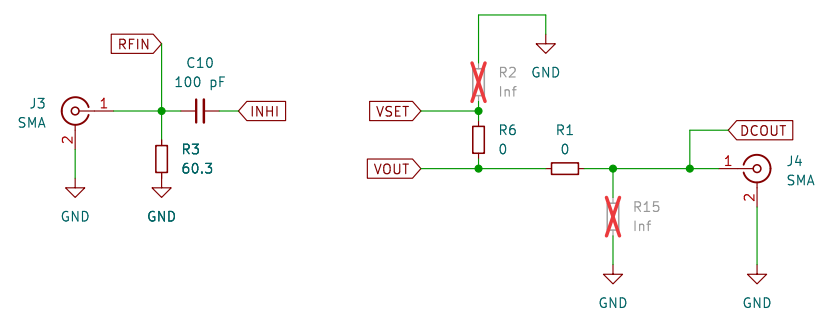 RFIN
C10
100 pF
J3
SMA
1
2
INHI
R3
60.3
GND
GND
R2
Inf
GND
VSET
R6
0
R1
0
VOUT
DCOUT
1
2
J4
SMA
R15
Inf
GND
GND